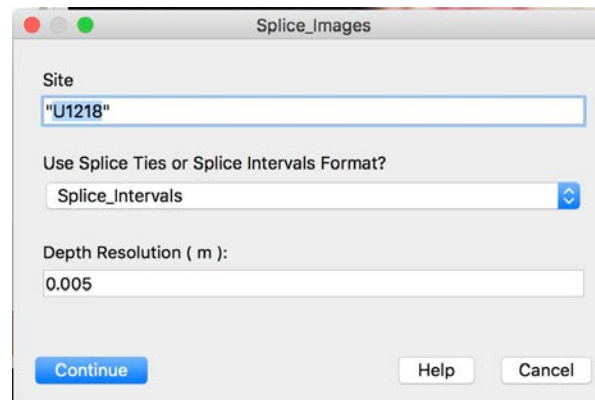 Splice_Images
Site
"U1218"
Use Splice Ties or Splice Intervals Format?
Splice_Intervals
Depth Resolution ( m ):
0.005
Continue
Help
Cancel